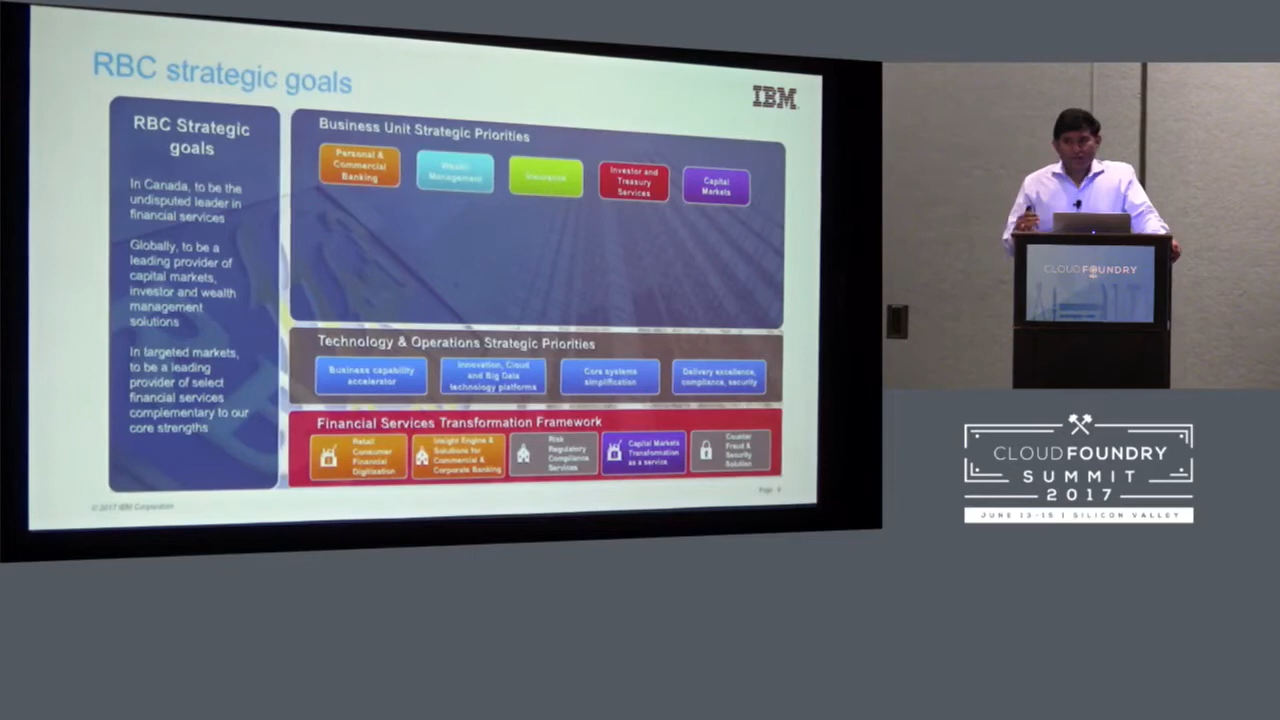 RBC strategic goals
IBM
RBC Strategic
goals
In Canada, to be the
undisputed leader in
financial services
Globally, to be a
leading provider of
capital markets,
investor and wealth
management
solutions
In targeted markets,
to be a leading
provider of select
financial services
complementary to our
core strengths
Business Unit Strategic Priorities
Personal &
Commercial
Banking
Wealth
Management
Insurance
Investor and
Treasury
Services
Capital
Markets
Technology & Operations Strategic Priorities
Business capability
accelerator
Innovation, Cloud
and Big Data
technology platforms
Core systems
simplification
Delivery excellence,
compliance, security
Financial Services Transformation Framework
Retail
Consumer
Financial
Digitization
Insight Engine &
Solutions for
Commercial &
Corporate Banking
Risk
Regulatory
Compliance
Services
Capital Markets
Transformation
as a service
Counter
Fraud &
Security
Solution
© 2017 IBM Corporation
Page
CLOUD FOUNDRY
CLOUD FOUNDRY
SUMMIT
2017
JUNE 13-15 | SILICON VALLEY